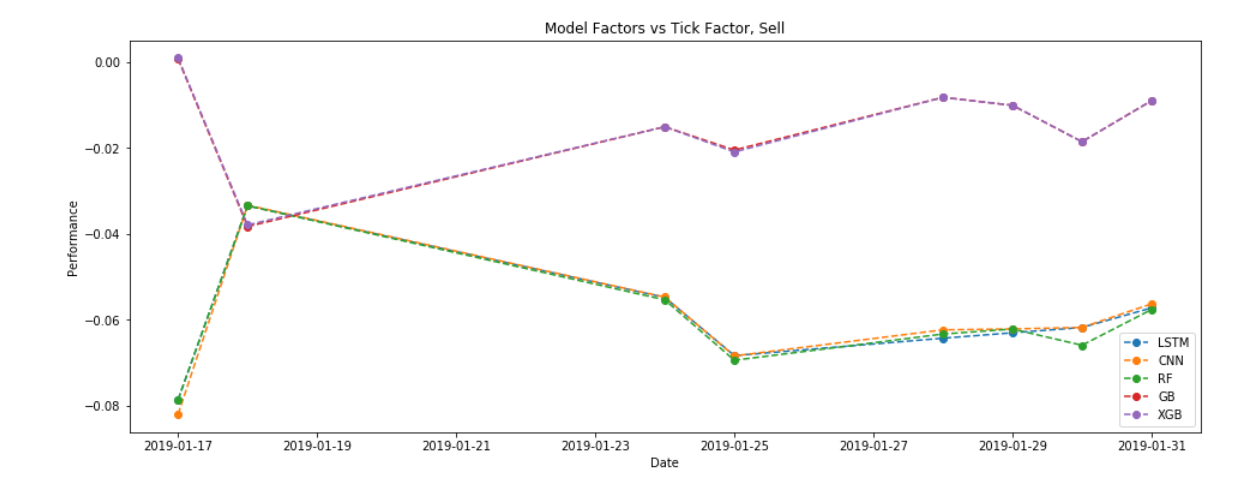 Model Factors vs Tick Factor, Sell
0.00
−0.02
−0.04
−0.06
−0.08
Performance
2019-01-17 2019-01-19 2019-01-21 2019-01-23 2019-01-25 2019-01-27 2019-01-29 2019-01-31
Date
LSTM
CNN
RF
GB
XGB